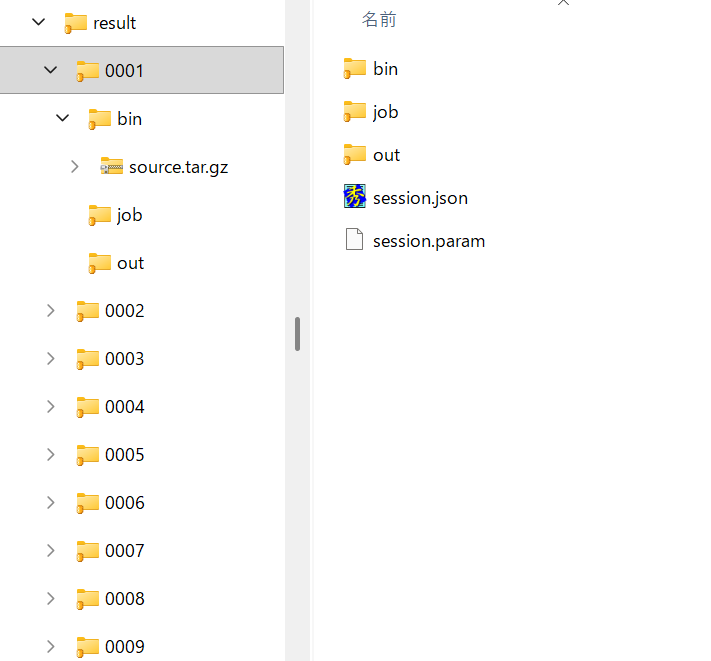 result
0001
bin
source.tar.gz
job
out
0002
0003
0004
0005
0006
0007
0008
0009
名前
bin
job
out
秀 session.json
session.param